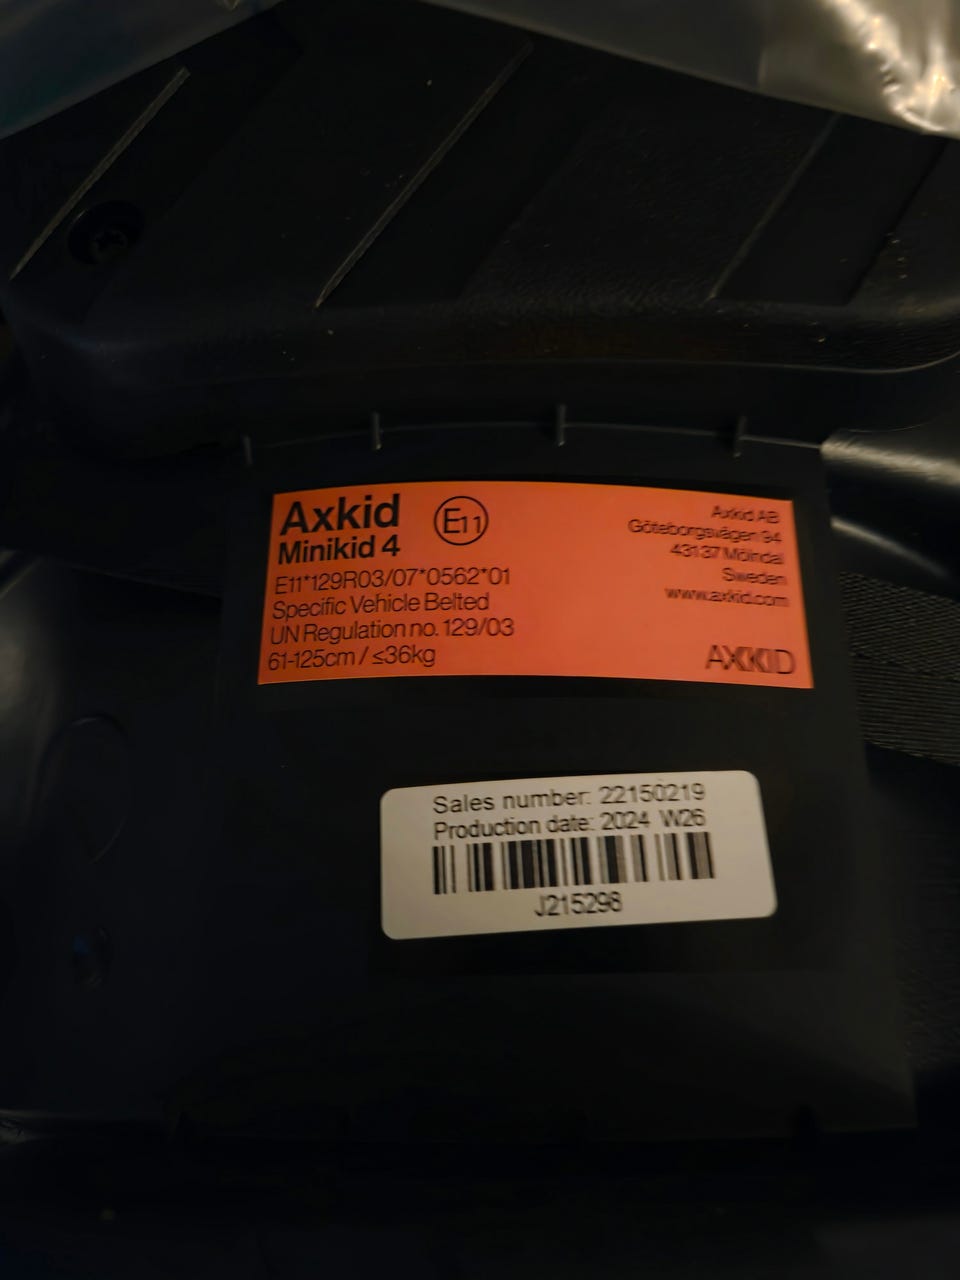 Axkid
Minikid 4
E11
E11*129R03/07*0562*01
Specific Vehicle Belted
UN Regulation no. 129/03
61-125cm / ≤36kg
Axkid AB
Göteborgsvägen 94
43137 Mölndal
Sweden
www.axkid.com
AXKID
Sales number: 22150219
Production date: 2024 W26
J215298